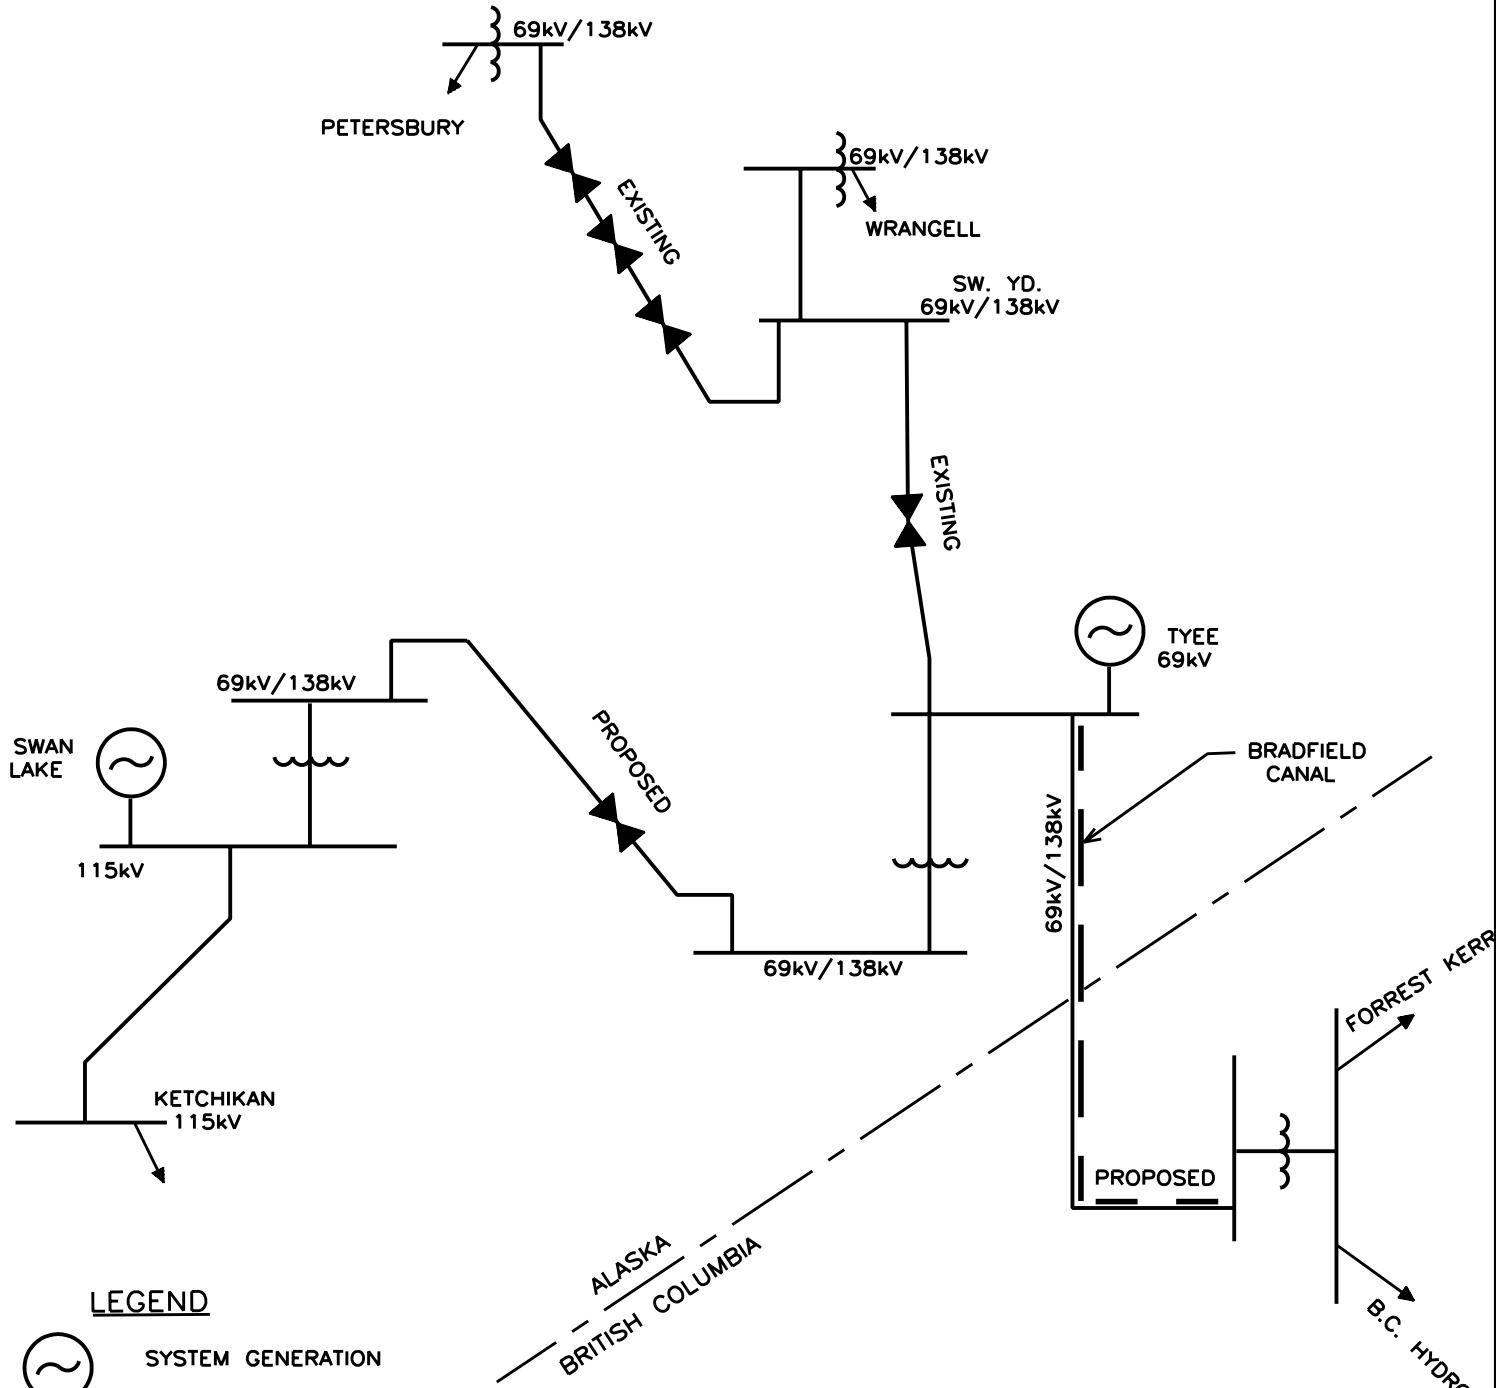 69kV/138kV
PETERSBURY
EXISTING
69kV/138kV
WRANGELL
SW. YD.
69kV/138kV
EXISTING
TYEE
69kV
69kV/138kV
SWAN
LAKE
PROPOSED
BRADFIELD
CANAL
69kV/138kV
115kV
69kV/138kV
FORREST KERR
KETCHIKAN
115kV
PROPOSED
ALASKA
BRITISH COLUMBIA
B.C. HYDRO
LEGEND
SYSTEM GENERATION